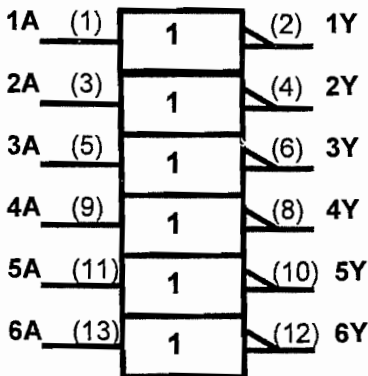 1A (1) 1 (2) 1Y
2A (3) 1 (4) 2Y
3A (5) 1 (6) 3Y
4A (9) 1 (8) 4Y
5A (11) 1 (10) 5Y
6A (13) 1 (12) 6Y